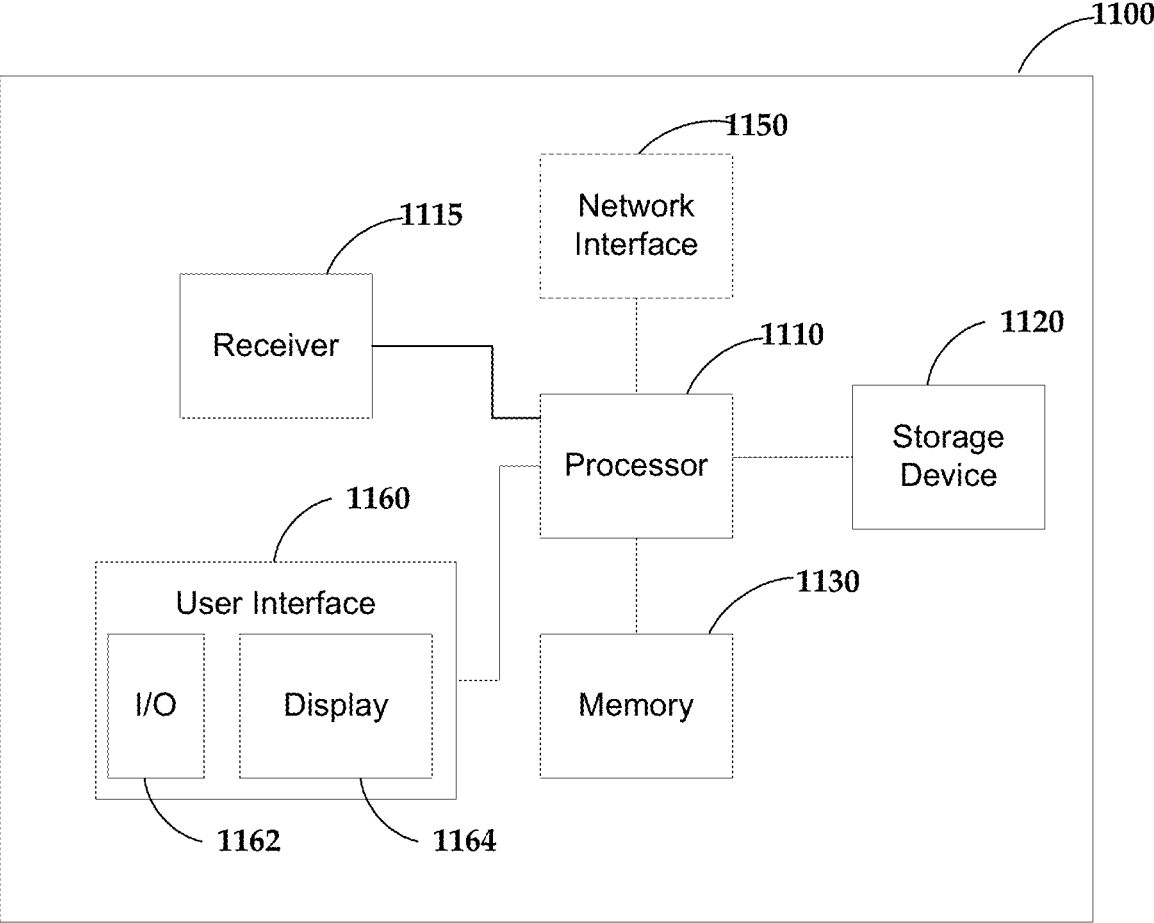 1100
1150
Network
Interface
1115
Receiver
1110
Processor
1120
Storage
Device
1160
User Interface
I/O
Display
1130
Memory
1162
1164